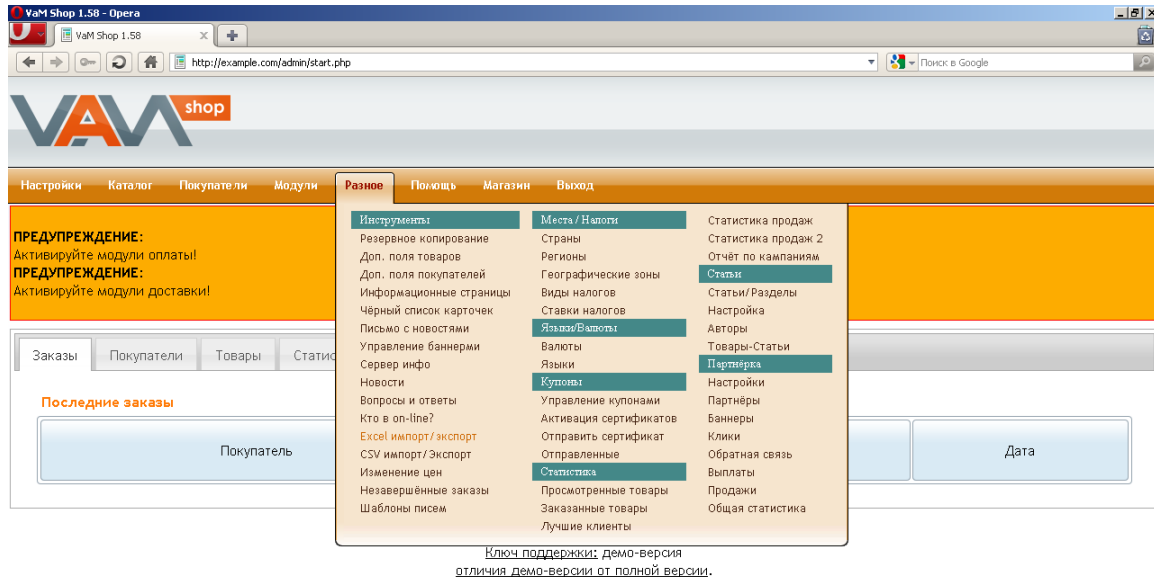 VaM Shop 1.58 - Opera
VaM Shop 1.58
http://example.com/admin/start.php
Поиск в Google
VAM shop
Настройки Каталог Покупатели Модули Разное Помощь Магазин Выход
ПРЕДУПРЕЖДЕНИЕ:
Активируйте модули оплаты!
ПРЕДУПРЕЖДЕНИЕ:
Активируйте модули доставки!
Инструменты
Резервное копирование
Доп. поля товаров
Доп. поля покупателей
Информационные страницы
Чёрный список карточек
Письмо с новостями
Управление баннерми
Сервер инфо
Новости
Вопросы и ответы
Кто в on-line?
Excel импорт/экспорт
CSV импорт/Экспорт
Изменение цен
Незавершённые заказы
Шаблоны писем
Места / Налоги
Страны
Регионы
Географические зоны
Виды налогов
Ставки налогов
Языки/Валюты
Валюты
Языки
Купоны
Управление купонами
Активация сертификатов
Отправить сертификат
Отправленные
Статистика
Просмотренные товары
Заказанные товары
Лучшие клиенты
Статистика продаж
Статистика продаж 2
Отчёт по кампаниям
Статьи
Статьи/Разделы
Настройка
Авторы
Товары-Статьи
Партнёрка
Настройки
Партнёры
Баннеры
Клики
Обратная связь
Выплаты
Продажи
Общая статистика
Заказы Покупатели Товары Статис
Последние заказы
Покупатель Дата
Ключ поддержки: демо-версия
отличия демо-версии от полной версии.